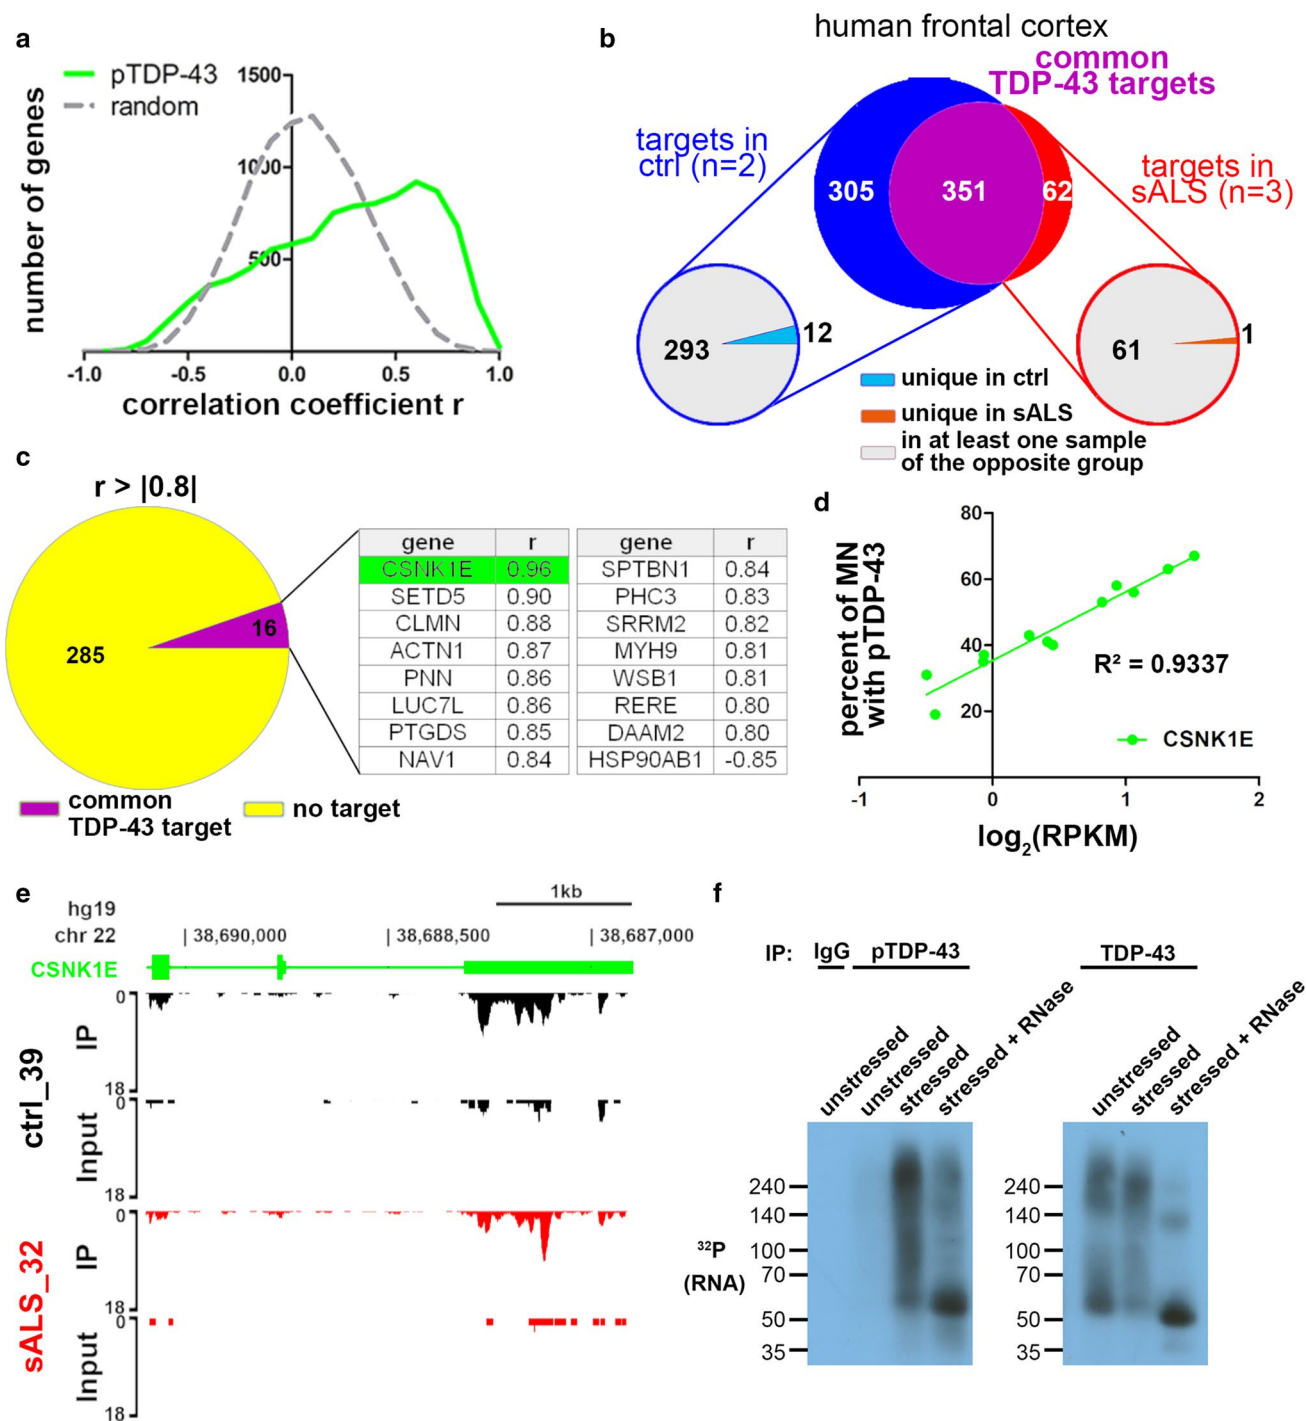 a
pTDP-43
random
1500
1000
500
number of genes
-1.0 -0.5 0.0 0.5 1.0
correlation coefficient r
b
human frontal cortex
common
TDP-43 targets
targets in
ctrl (n=2)
targets in
sALS (n=3)
305 351 62
293 12
61 1
unique in ctrl
unique in sALS
in at least one sample
of the opposite group
c
r > |0.8|
285
16
common
TDP-43 target
no target
gene r gene r
CSNK1E 0.96 SPTBN1 0.84
SETD5 0.90 PHC3 0.83
CLMN 0.88 SRRM2 0.82
ACTN1 0.87 MYH9 0.81
PNN 0.86 WSB1 0.81
LUC7L 0.86 RERE 0.80
PTGDS 0.85 DAAM2 0.80
NAV1 0.84 HSP90AB1 -0.85
d
percent of MN
with pTDP-43
80
60
40
20
R² = 0.9337
CSNK1E
-1 0 1 2
log2(RPKM)
e
1kb
hg19
chr 22 | 38,690,000 | 38,688,500 | 38,687,000
CSNK1E
ctrl_39
IP
0
18
Input
0
18
sALS_32
IP
0
18
Input
0
18
f
IP: IgG pTDP-43 TDP-43
unstressed
unstressed
stressed
stressed + RNase
unstressed
stressed
stressed + RNase
32P
(RNA)
240
140
100
70
50
35
240
140
100
70
50
35